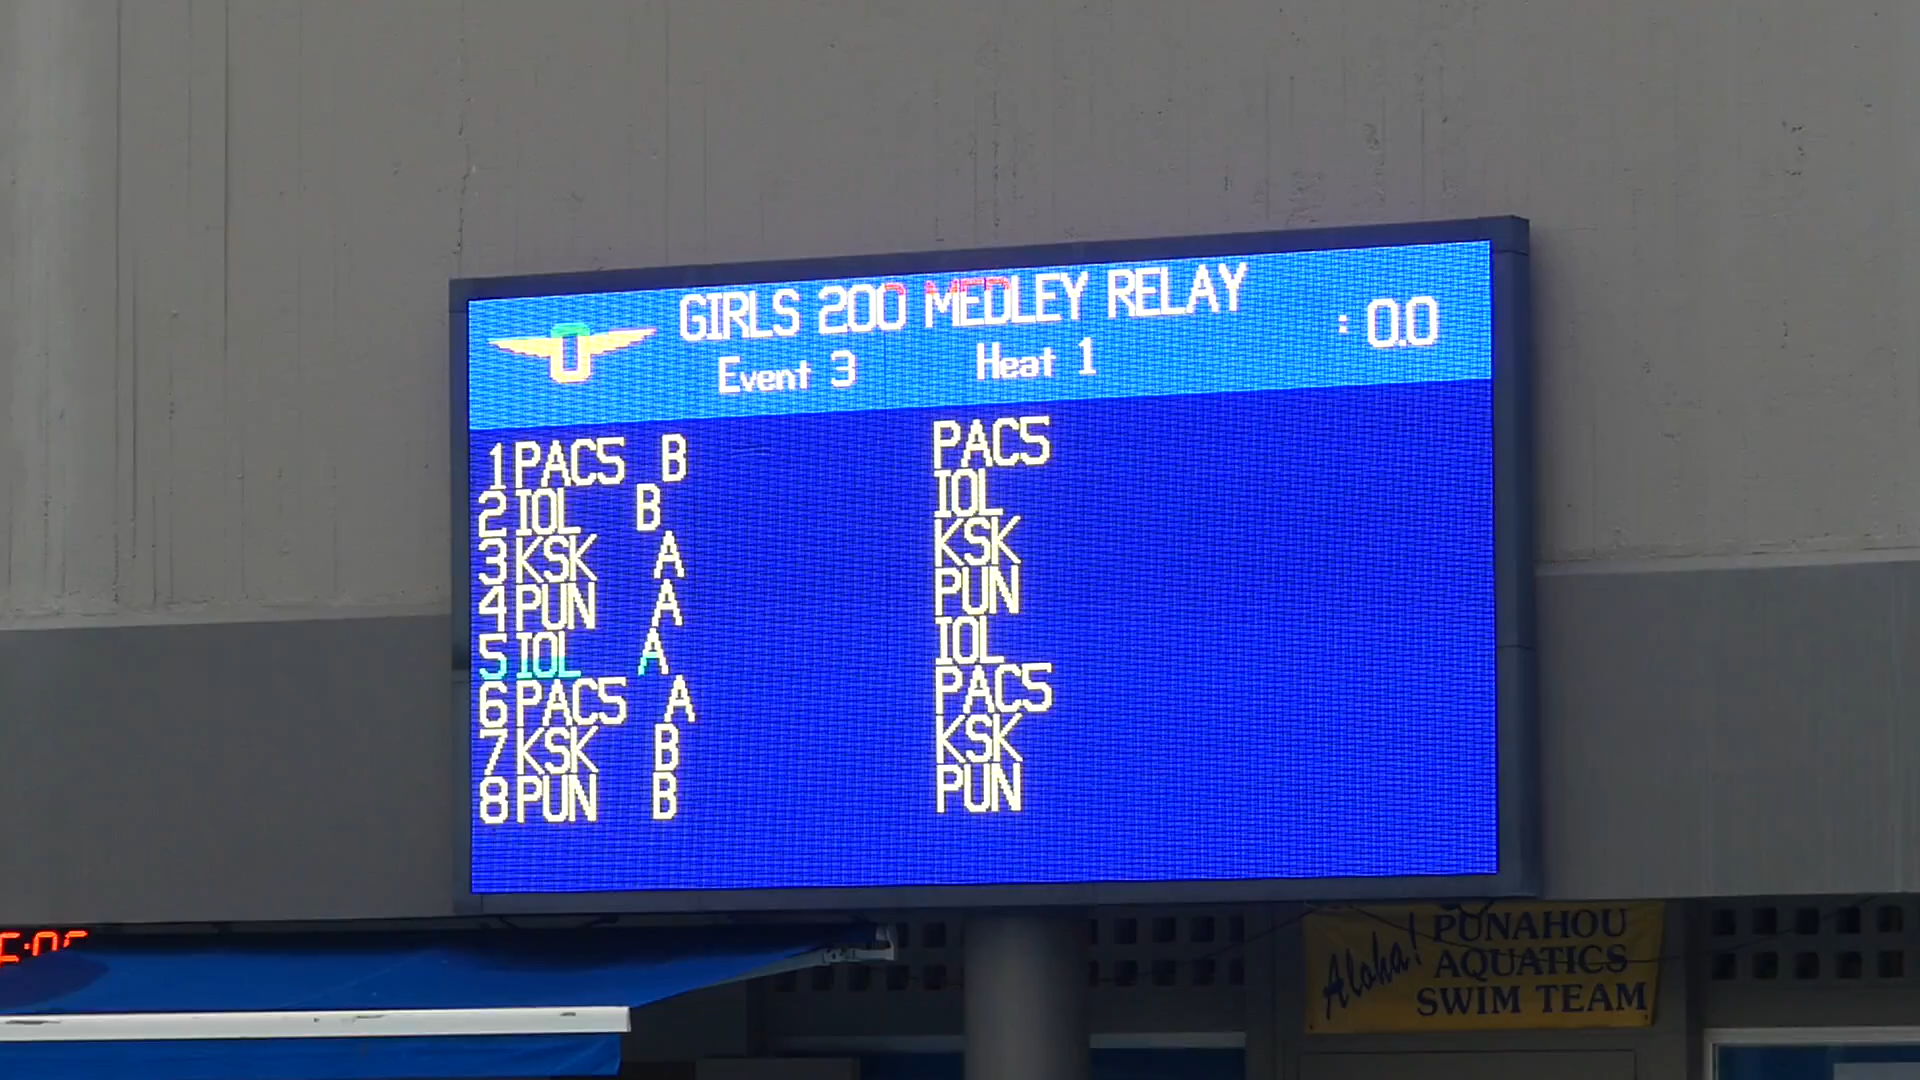 GIRLS 200 MEDLEY RELAY
Event 3 Heat 1 : 0.0
1 PAC5 B PAC5
2 IOL B IOL
3 KSK A KSK
4 PUN A PUN
5 IOL A IOL
6 PAC5 A PAC5
7 KSK B KSK
8 PUN B PUN
Aloha! PUNAHOU
AQUATICS
SWIM TEAM